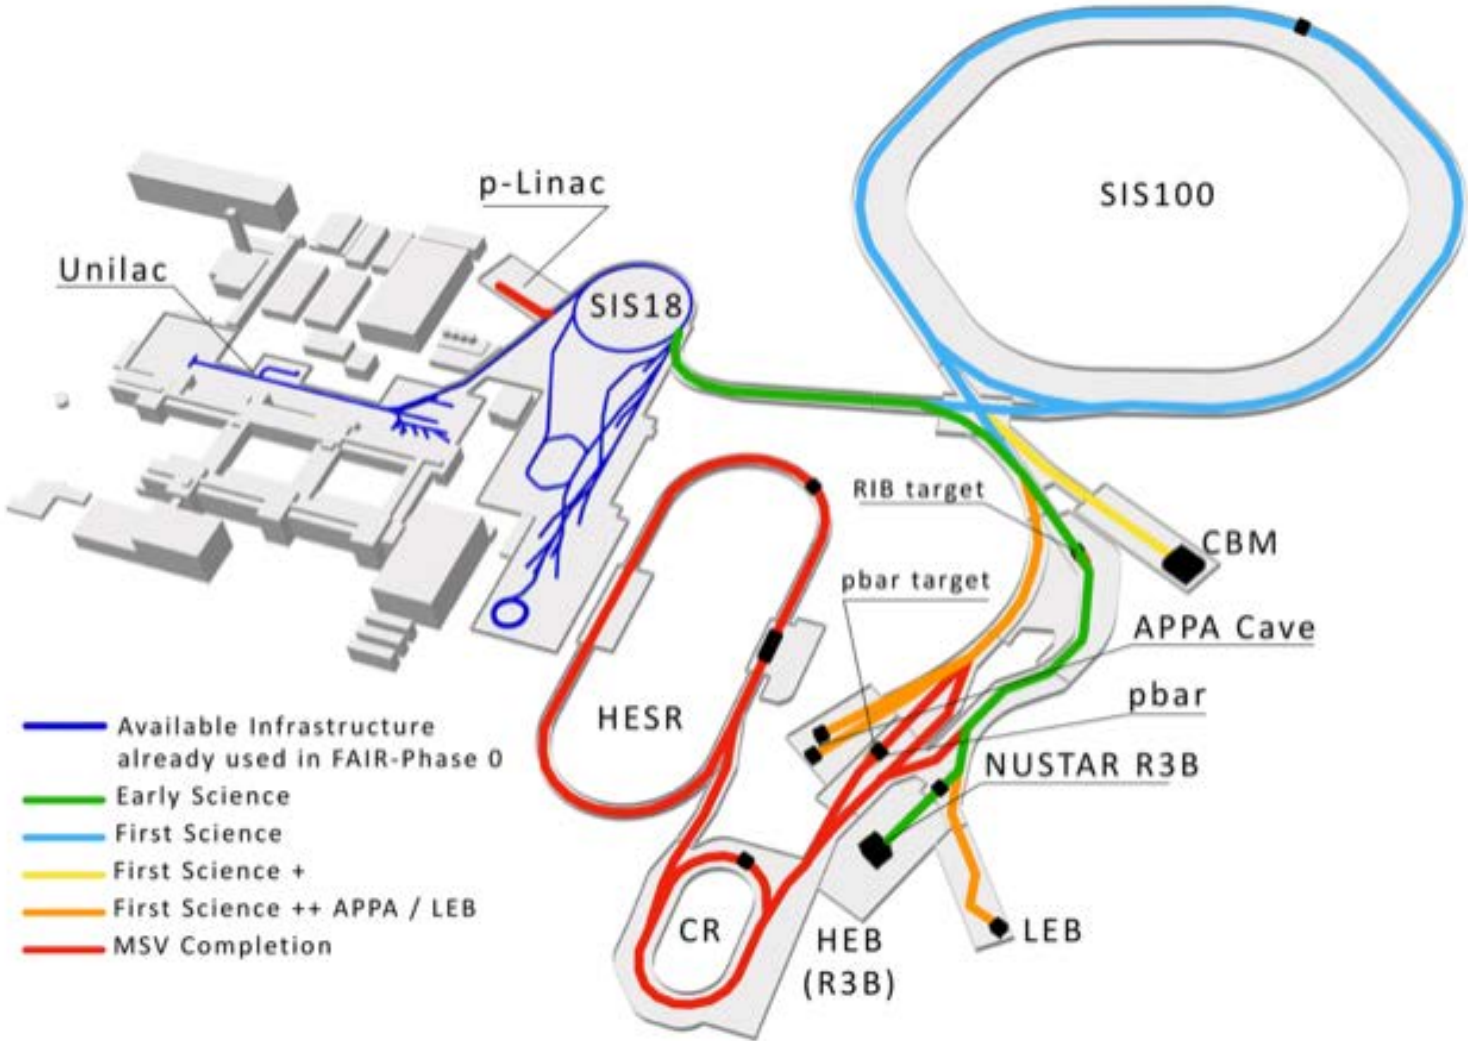 SIS100
p-Linac
Unilac
SIS18
RIB target
CBM
pbar target
APPA Cave
pbar
HESR
NUSTAR R3B
CR
HEB
(R3B)
LEB
Available Infrastructure
already used in FAIR-Phase 0
Early Science
First Science
First Science +
First Science ++ APPA / LEB
MSV Completion